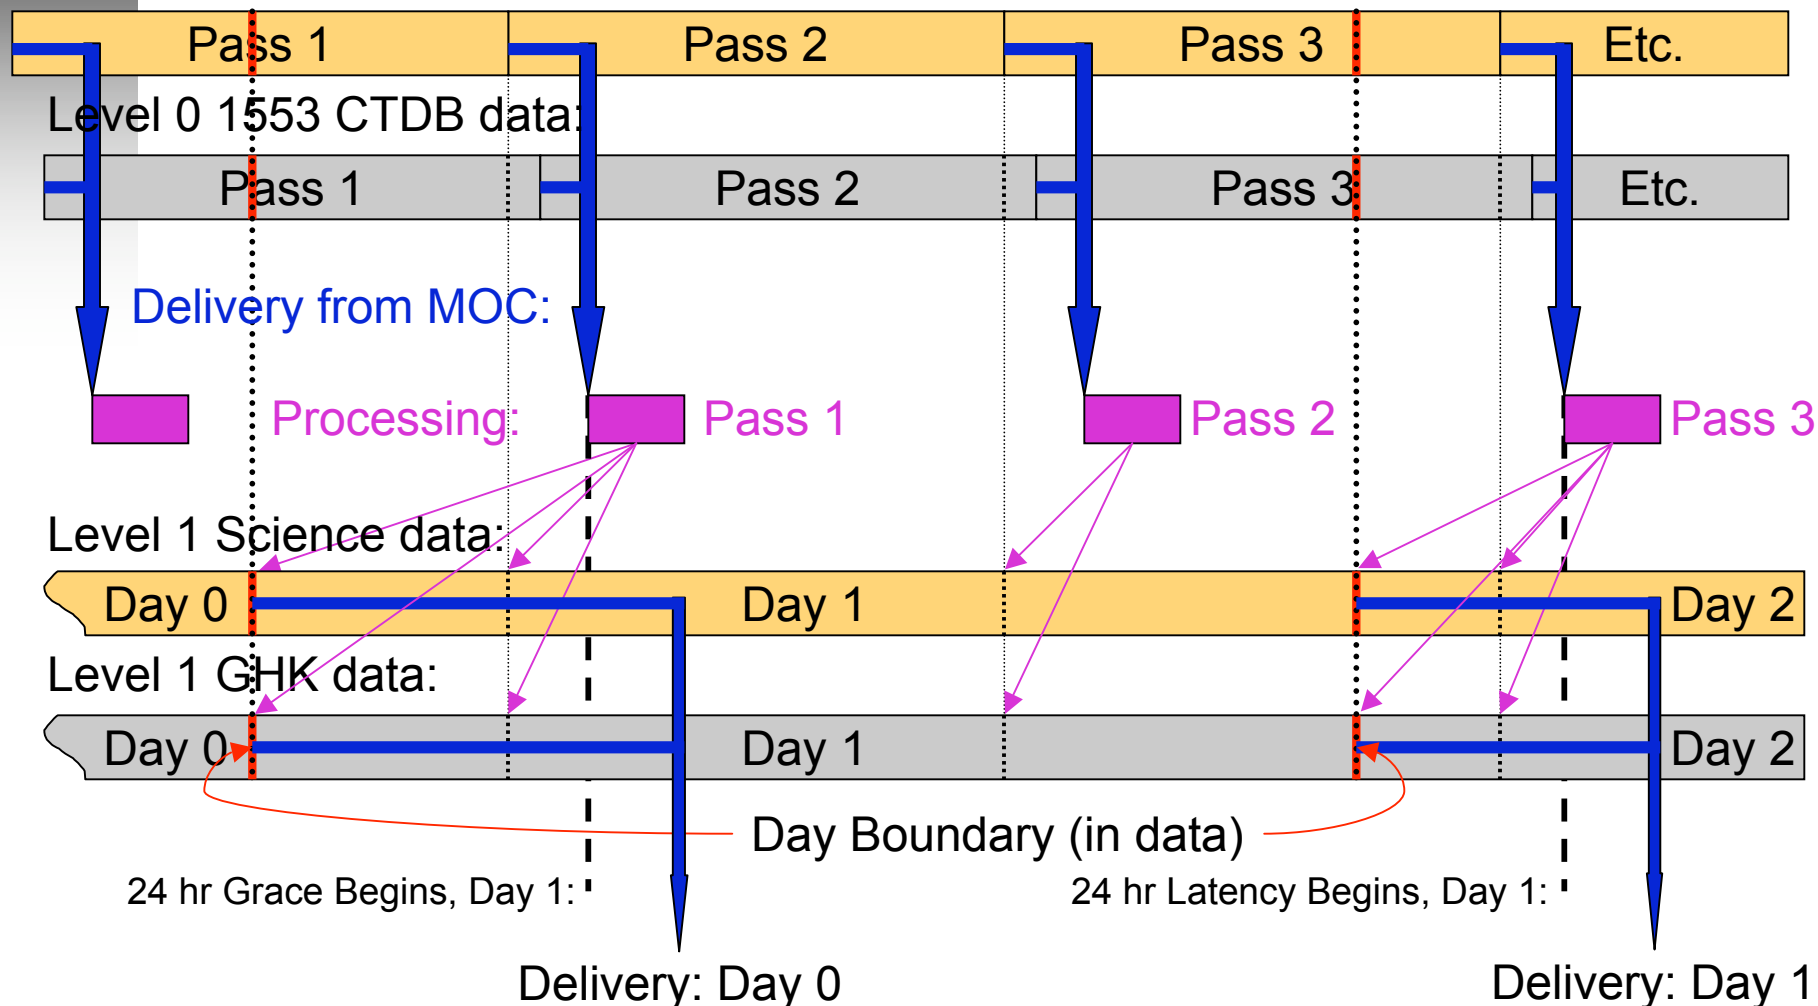 Pass 1 Pass 2 Pass 3 Etc.
Level 0 1553 CTDB data:
Pass 1 Pass 2 Pass 3 Etc.
Delivery from MOC:
Processing: Pass 1 Pass 2 Pass 3
Level 1 Science data:
Day 0 Day 1 Day 2
Level 1 GHK data:
Day 0 Day 1 Day 2
Day Boundary (in data)
24 hr Grace Begins, Day 1: 24 hr Latency Begins, Day 1:
Delivery: Day 0 Delivery: Day 1